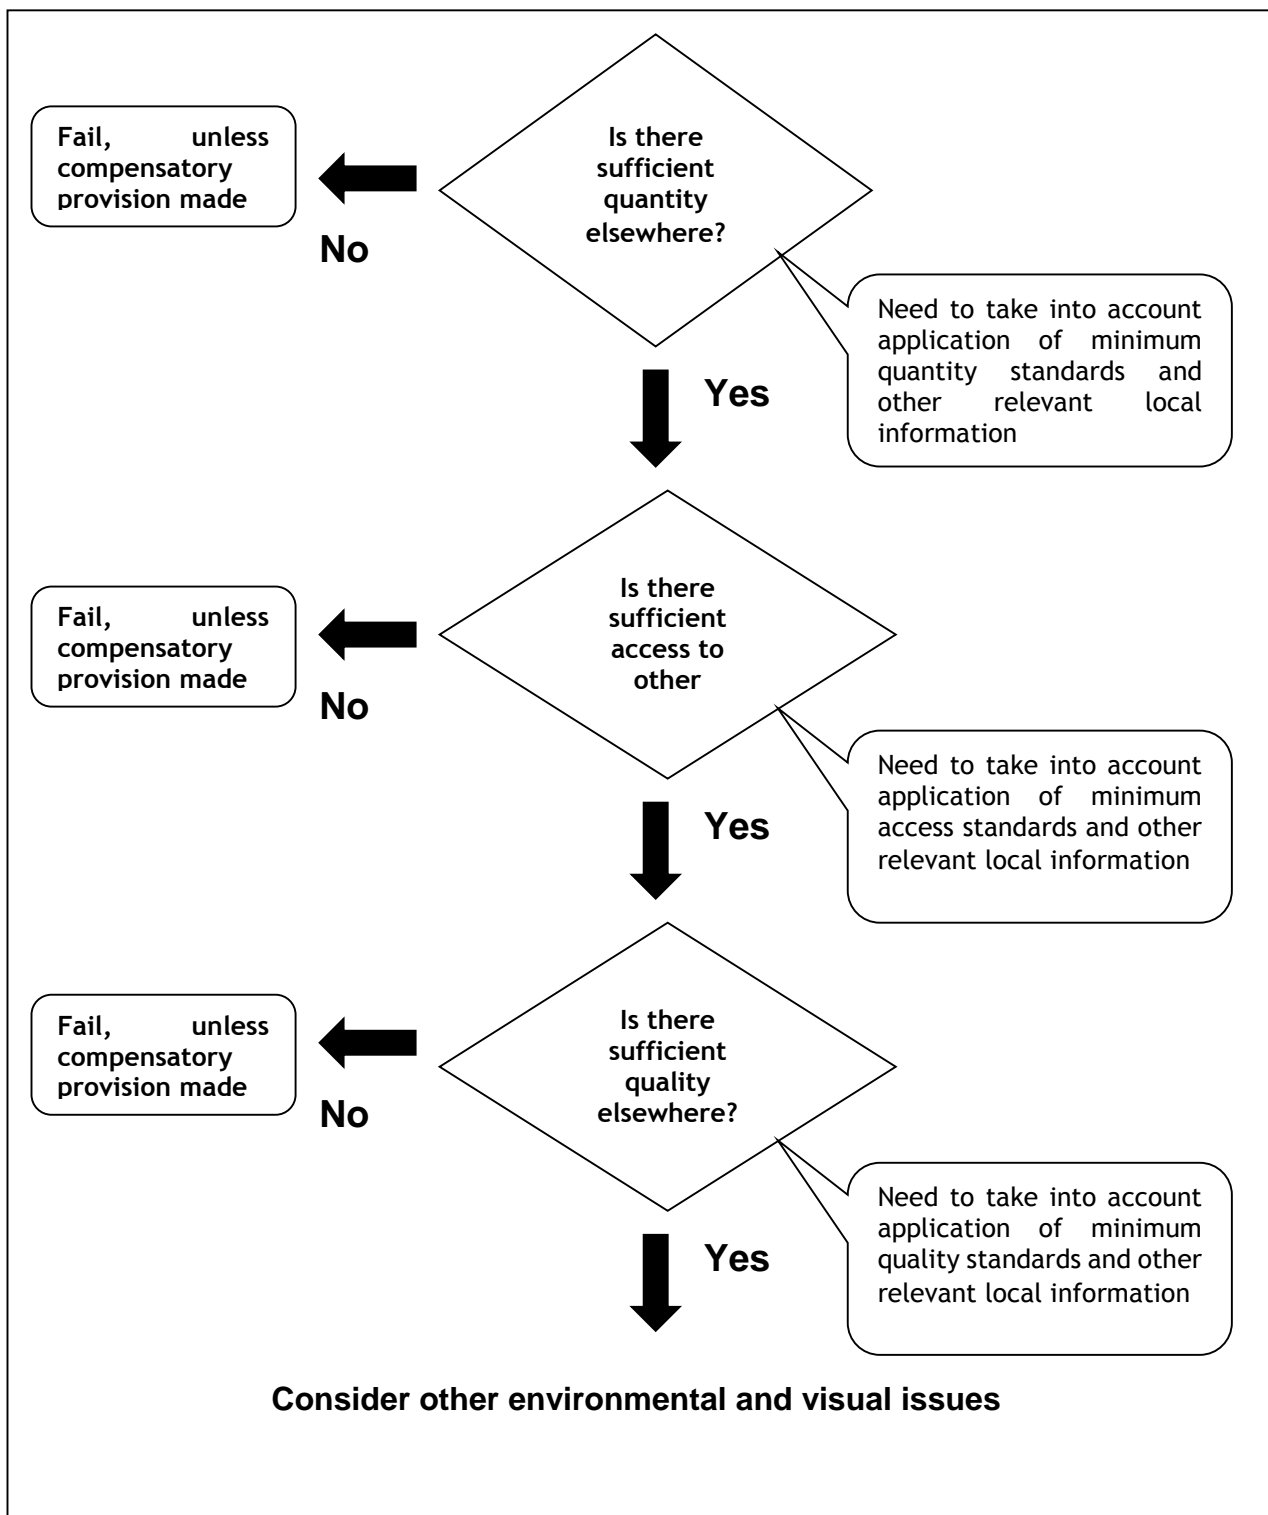 Is there
sufficient
quantity
elsewhere?
Fail, unless
compensatory
provision made
No
Need to take into account
application of minimum
quantity standards and
other relevant local
information
Yes
Is there
sufficient
access to
other
Fail, unless
compensatory
provision made
No
Need to take into account
application of minimum
access standards and other
relevant local information
Yes
Is there
sufficient
quality
elsewhere?
Fail, unless
compensatory
provision made
No
Need to take into account
application of minimum
quality standards and other
relevant local information
Yes
Consider other environmental and visual issues